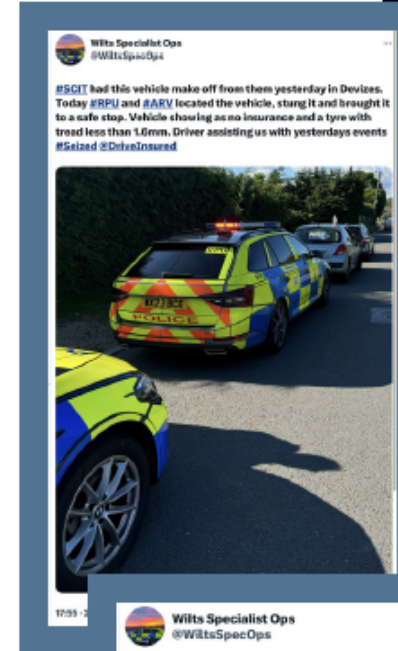 Wilts Specialist Ops
@WiltsSpecOps
#SCIT had this vehicle make off from them yesterday in Devizes.
Today #RPU and #ARV located the vehicle, stung it and brought it
to a safe stop. Vehicle showing as no insurance and a tyre with
tread less than 1.6mm. Driver assisting us with yesterdays events
#Seized @DriveInsured
POLICE
17:55
Wilts Specialist Ops
@WiltsSpecOps